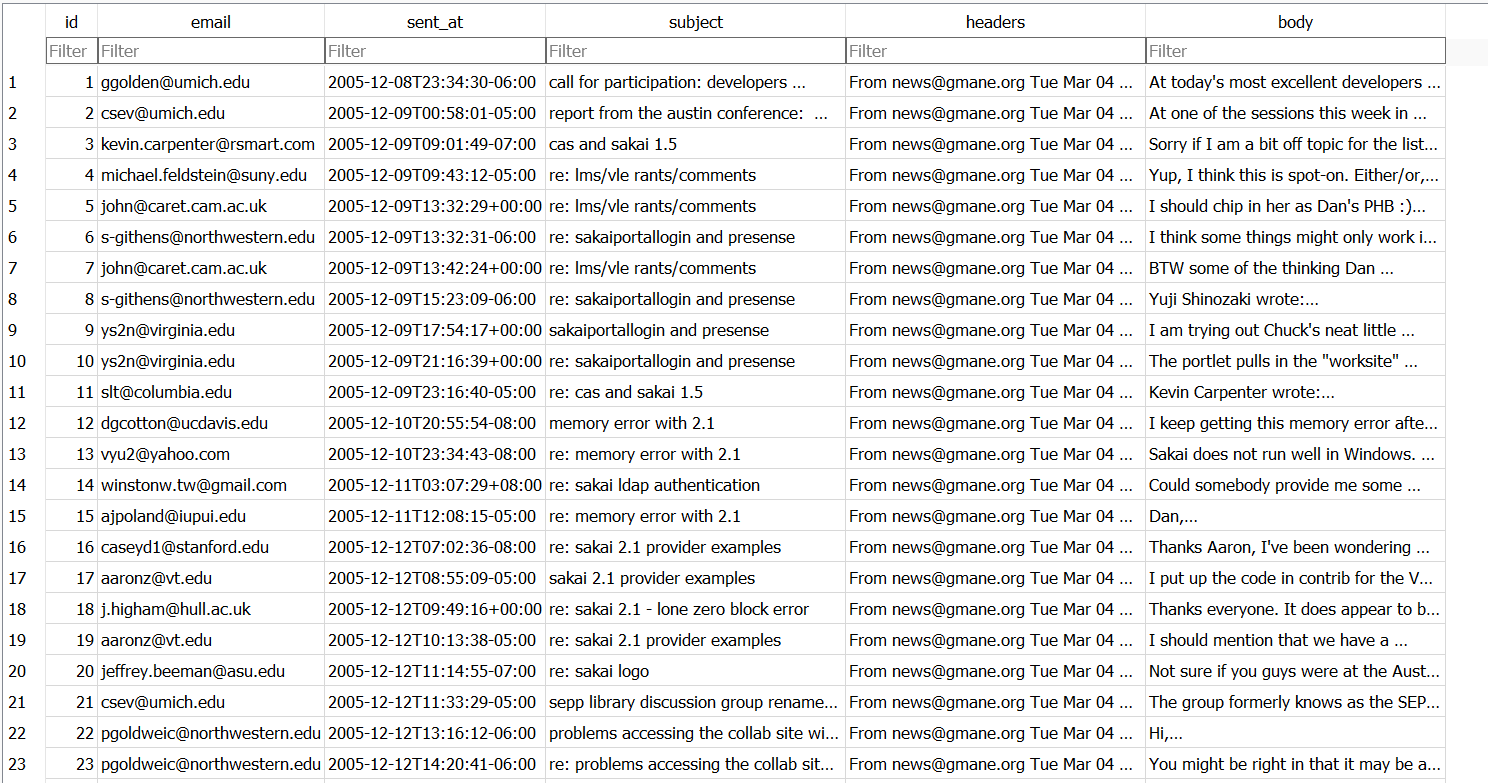 id email sent_at subject headers body
Filter Filter Filter Filter Filter Filter
1 1 ggolden@umich.edu 2005-12-08T23:34:30-06:00 call for participation: developers ... From news@gmane.org Tue Mar 04 ... At today's most excellent developers ...
2 2 csev@umich.edu 2005-12-09T00:58:01-05:00 report from the austin conference: ... From news@gmane.org Tue Mar 04 ... At one of the sessions this week in ...
3 3 kevin.carpenter@rsmart.com 2005-12-09T09:01:49-07:00 cas and sakai 1.5 From news@gmane.org Tue Mar 04 ... Sorry if I am a bit off topic for the list...
4 4 michael.feldstein@suny.edu 2005-12-09T09:43:12-05:00 re: lms/vle rants/comments From news@gmane.org Tue Mar 04 ... Yup, I think this is spot-on. Either/or,...
5 5 john@caret.cam.ac.uk 2005-12-09T13:32:29+00:00 re: lms/vle rants/comments From news@gmane.org Tue Mar 04 ... I should chip in her as Dan's PHB :)...
6 6 s-githens@northwestern.edu 2005-12-09T13:32:31-06:00 re: sakaiportallogin and presense From news@gmane.org Tue Mar 04 ... I think some things might only work i...
7 7 john@caret.cam.ac.uk 2005-12-09T13:42:24+00:00 re: lms/vle rants/comments From news@gmane.org Tue Mar 04 ... BTW some of the thinking Dan ...
8 8 s-githens@northwestern.edu 2005-12-09T15:23:09-06:00 re: sakaiportallogin and presense From news@gmane.org Tue Mar 04 ... Yuji Shinozaki wrote:...
9 9 ys2n@virginia.edu 2005-12-09T17:54:17+00:00 sakaiportallogin and presense From news@gmane.org Tue Mar 04 ... I am trying out Chuck's neat little ...
10 10 ys2n@virginia.edu 2005-12-09T21:16:39+00:00 re: sakaiportallogin and presense From news@gmane.org Tue Mar 04 ... The portlet pulls in the "worksite" ...
11 11 slt@columbia.edu 2005-12-09T23:16:40-05:00 re: cas and sakai 1.5 From news@gmane.org Tue Mar 04 ... Kevin Carpenter wrote:...
12 12 dgcotton@ucdavis.edu 2005-12-10T20:55:54-08:00 memory error with 2.1 From news@gmane.org Tue Mar 04 ... I keep getting this memory error afte...
13 13 vyu2@yahoo.com 2005-12-10T23:34:43-08:00 re: memory error with 2.1 From news@gmane.org Tue Mar 04 ... Sakai does not run well in Windows. ...
14 14 winstonw.tw@gmail.com 2005-12-11T03:07:29+08:00 re: sakai ldap authentication From news@gmane.org Tue Mar 04 ... Could somebody provide me some ...
15 15 ajpoland@iupui.edu 2005-12-11T12:08:15-05:00 re: memory error with 2.1 From news@gmane.org Tue Mar 04 ... Dan,...
16 16 caseyd1@stanford.edu 2005-12-12T07:02:36-08:00 re: sakai 2.1 provider examples From news@gmane.org Tue Mar 04 ... Thanks Aaron, I've been wondering ...
17 17 aaronz@vt.edu 2005-12-12T08:55:09-05:00 sakai 2.1 provider examples From news@gmane.org Tue Mar 04 ... I put up the code in contrib for the V...
18 18 j.higham@hull.ac.uk 2005-12-12T09:49:16+00:00 re: sakai 2.1 - lone zero block error From news@gmane.org Tue Mar 04 ... Thanks everyone. It does appear to b...
19 19 aaronz@vt.edu 2005-12-12T10:13:38-05:00 re: sakai 2.1 provider examples From news@gmane.org Tue Mar 04 ... I should mention that we have a ...
20 20 jeffrey.beeman@asu.edu 2005-12-12T11:14:55-07:00 re: sakai logo From news@gmane.org Tue Mar 04 ... Not sure if you guys were at the Aust...
21 21 csev@umich.edu 2005-12-12T11:33:29-05:00 sepp library discussion group rename... From news@gmane.org Tue Mar 04 ... The group formerly knows as the SEP...
22 22 pgoldweic@northwestern.edu 2005-12-12T13:16:12-06:00 problems accessing the collab site wi... From news@gmane.org Tue Mar 04 ... Hi,...
23 23 pgoldweic@northwestern.edu 2005-12-12T14:20:41-06:00 re: problems accessing the collab sit... From news@gmane.org Tue Mar 04 ... You might be right in that it may be a...